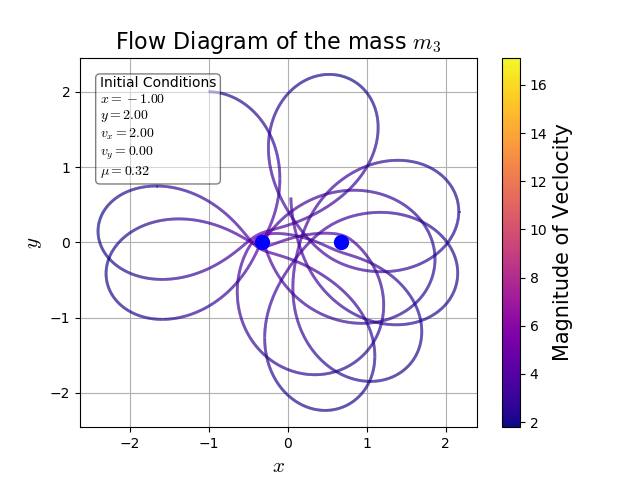 Flow Diagram of the mass m₃
Initial Conditions
x = −1.00
y = 2.00
vₓ = 2.00
v_y = 0.00
μ = 0.32
2
1
0
−1
−2
y
−2
−1
0
1
2
x
16
14
12
10
8
6
4
2
Magnitude of Veclocity